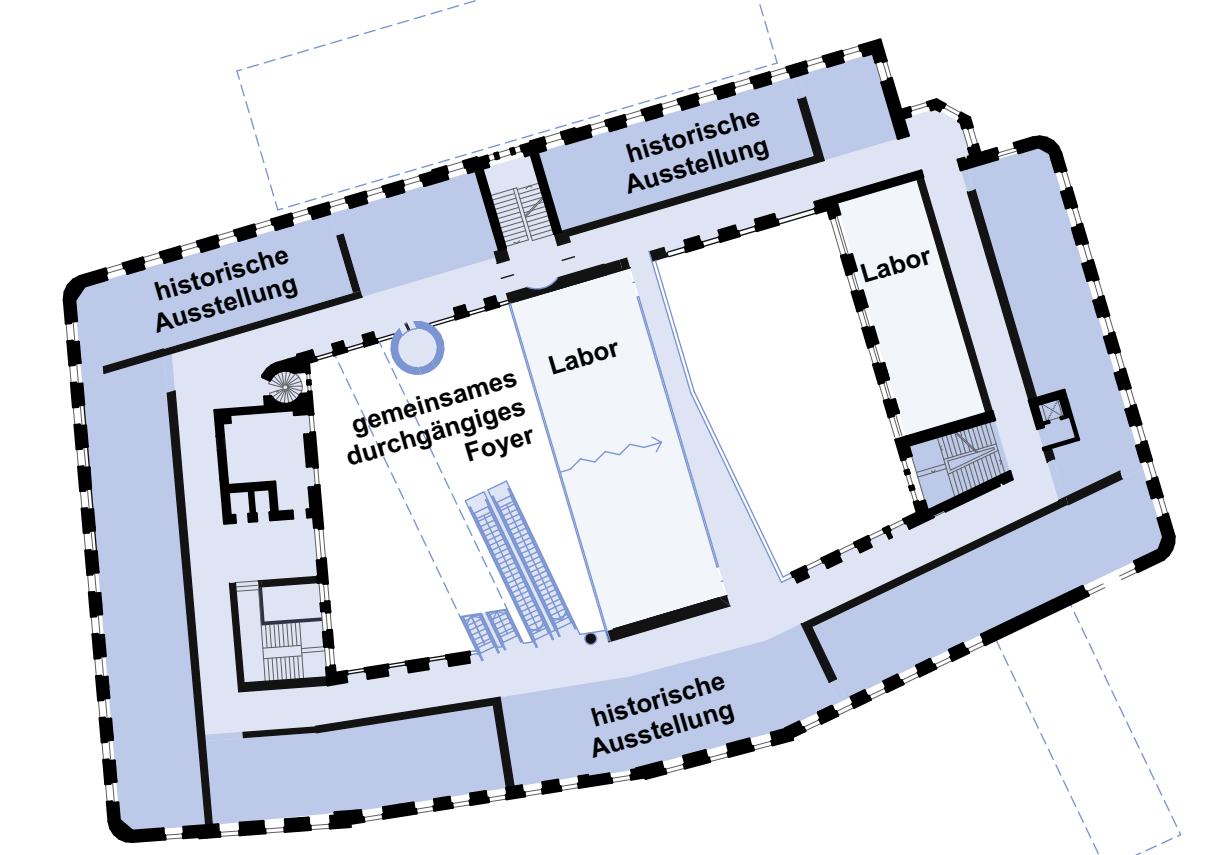 historische
Ausstellung
historische
Ausstellung
Labor
Labor
gemeinsames
durchgängiges
Foyer
historische
Ausstellung